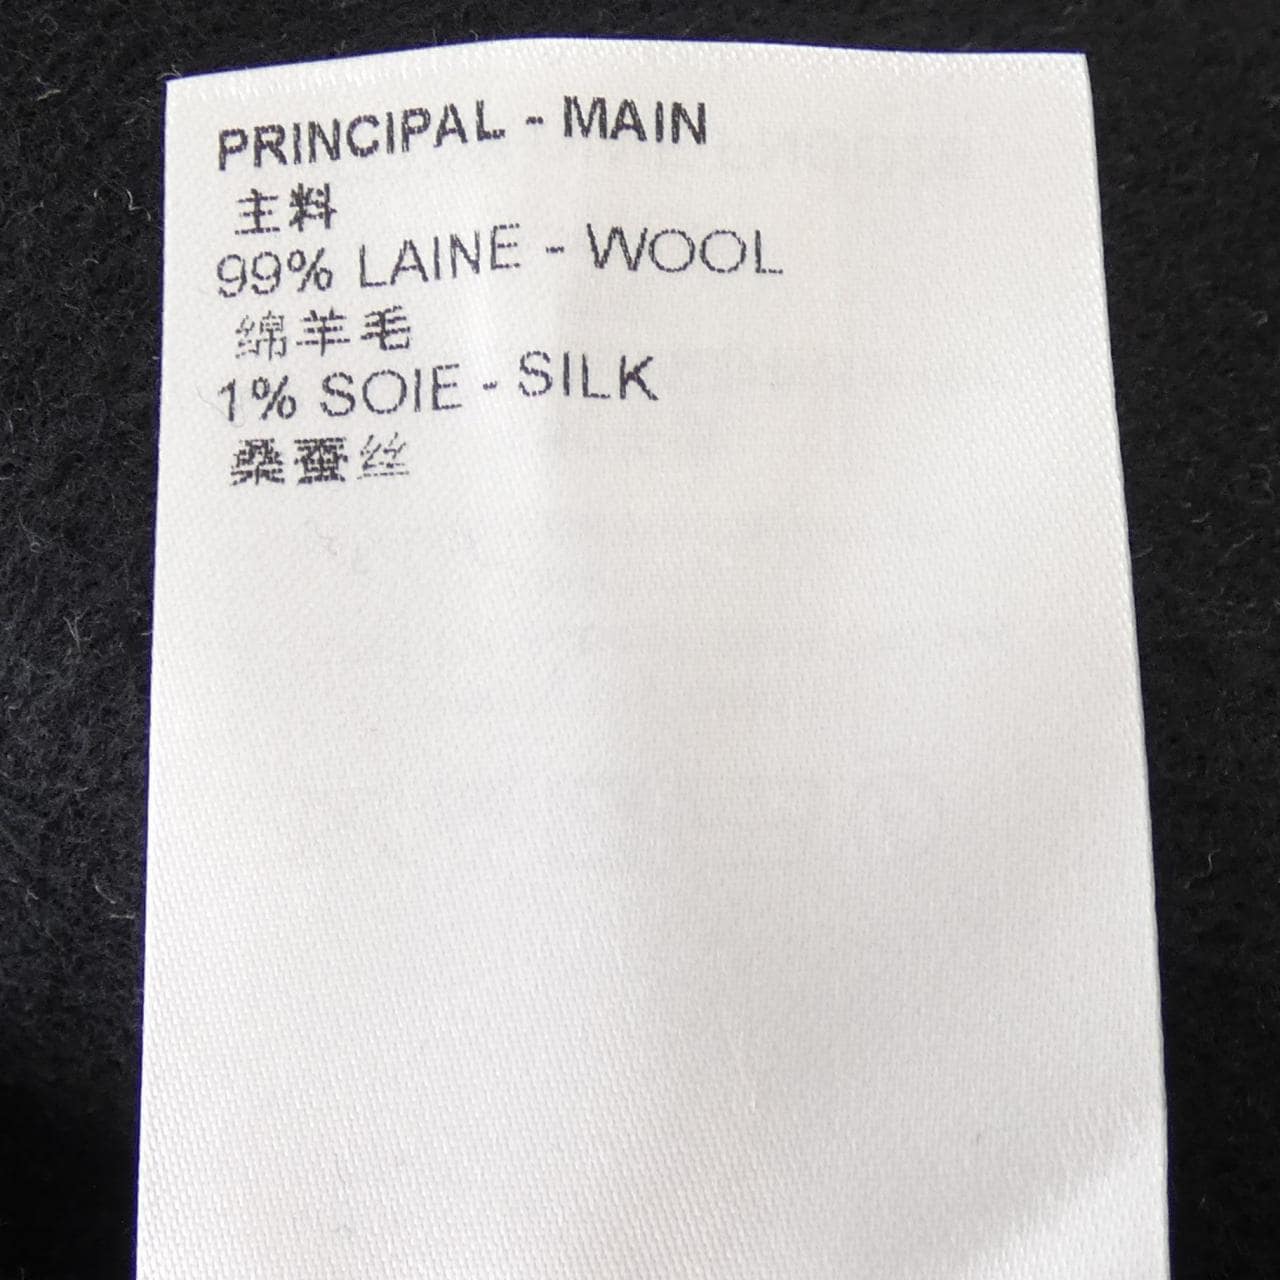 PRINCIPAL - MAIN
主料
99% LAINE - WOOL
绵羊毛
1% SOIE - SILK
桑蚕丝